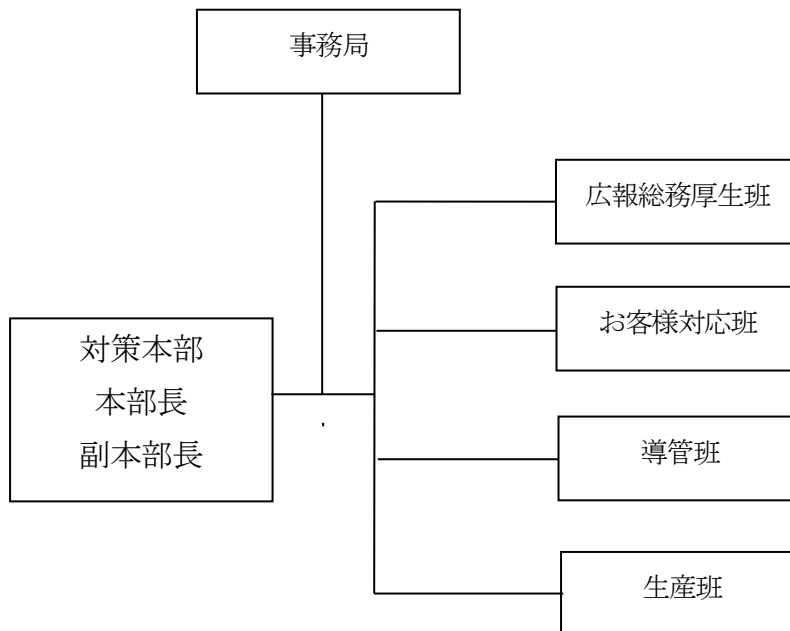 事務局
広報総務厚生班
お客様対応班
対策本部
本部長
副本部長
導管班
生産班